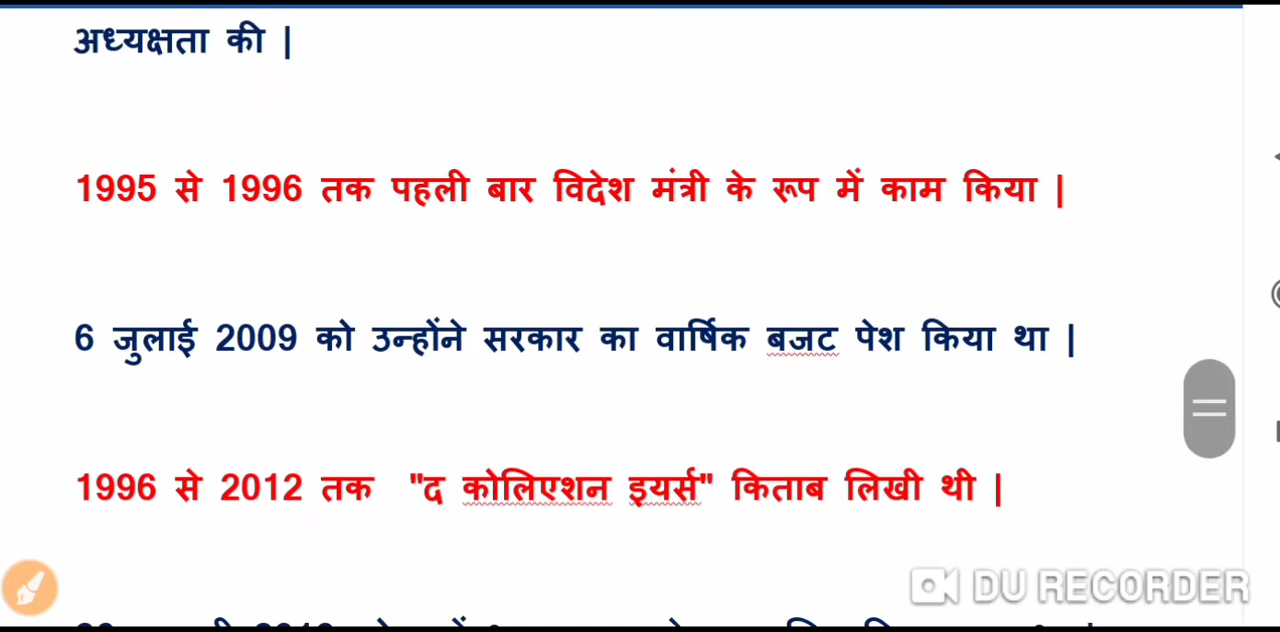 अध्यक्षता की |
1995 से 1996 तक पहली बार विदेश मंत्री के रूप में काम किया |
6 जुलाई 2009 को उन्होंने सरकार का वार्षिक बजट पेश किया था |
1996 से 2012 तक "द कोलिएशन इयर्स" किताब लिखी थी |
DU RECORDER